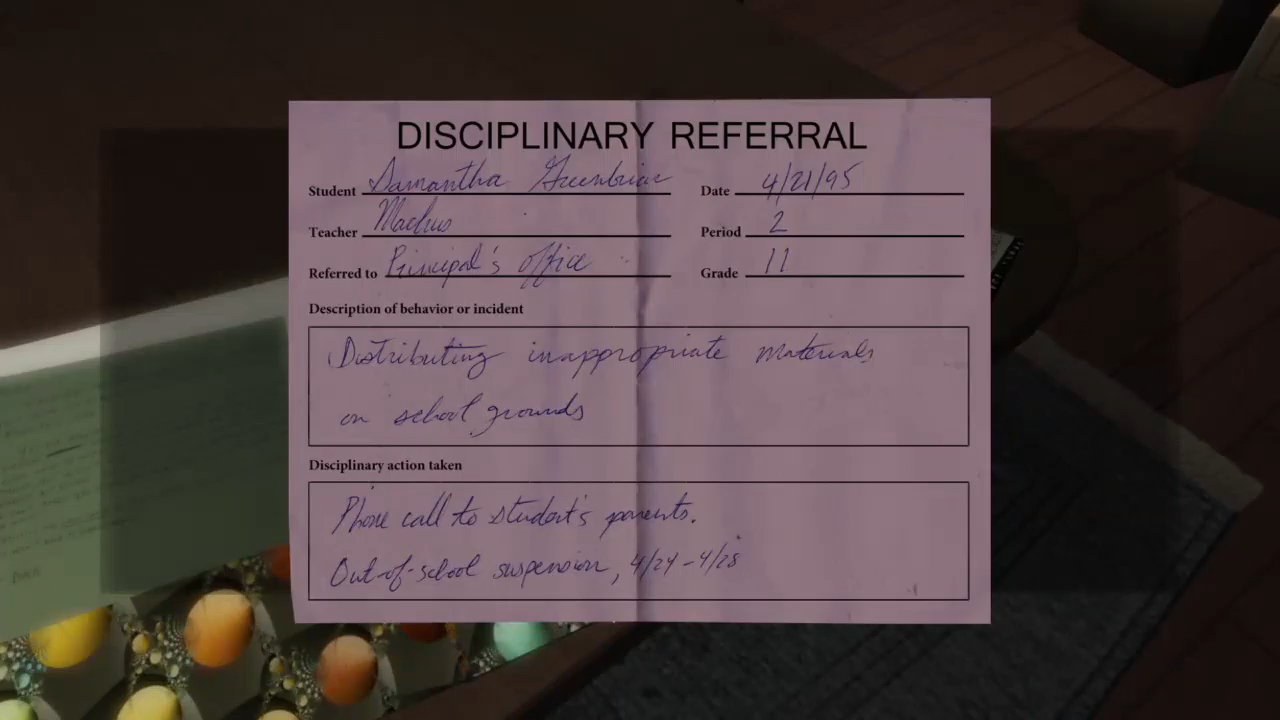 DISCIPLINARY REFERRAL
Student Samantha Greenbriar Date 4/21/95
Teacher Period 2
Referred to Principal's office Grade 11
Description of behavior or incident
Distributing inappropriate materials
on school grounds
Disciplinary action taken
Phone call to student's parents.
Out-of-school suspension, 4/24-4/28